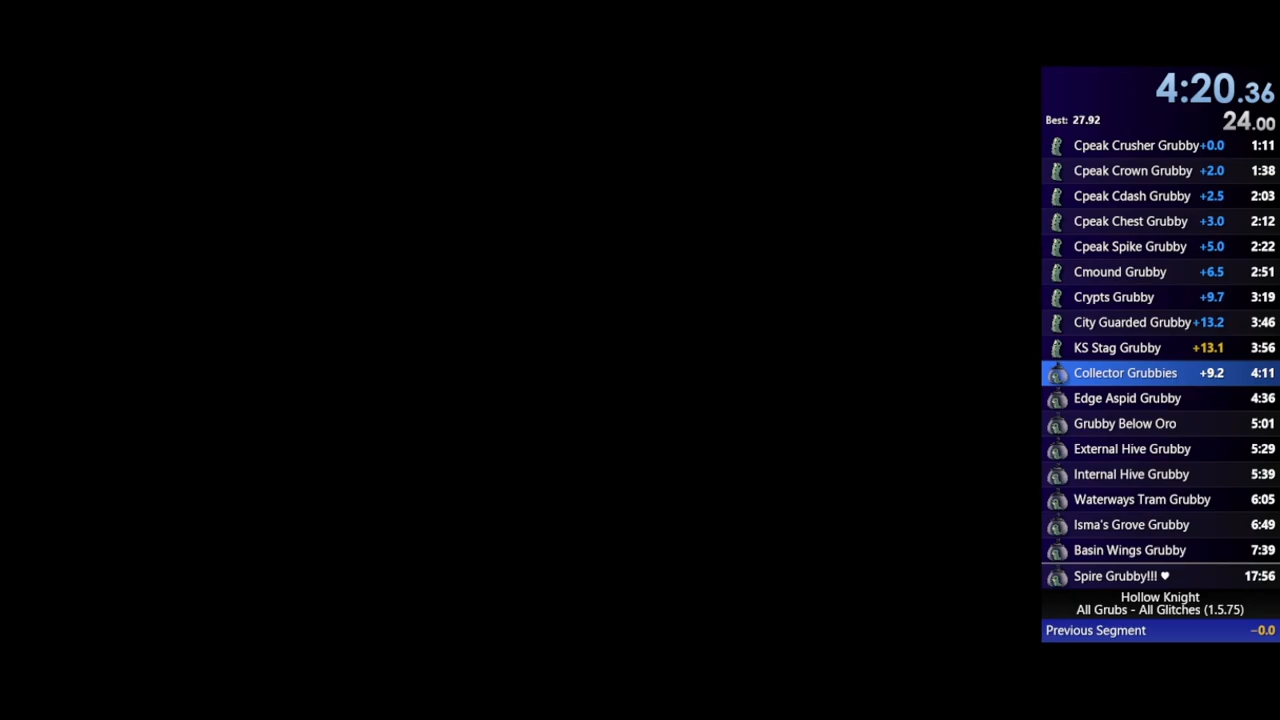 4:20.36
Best: 27.92 24.00
Cpeak Crusher Grubby +0.0 1:11
Cpeak Crown Grubby +2.0 1:38
Cpeak Cdash Grubby +2.5 2:03
Cpeak Chest Grubby +3.0 2:12
Cpeak Spike Grubby +5.0 2:22
Cmound Grubby +6.5 2:51
Crypts Grubby +9.7 3:19
City Guarded Grubby +13.2 3:46
KS Stag Grubby +13.1 3:56
Collector Grubbies +9.2 4:11
Edge Aspid Grubby 4:36
Grubby Below Oro 5:01
External Hive Grubby 5:29
Internal Hive Grubby 5:39
Waterways Tram Grubby 6:05
Isma's Grove Grubby 6:49
Basin Wings Grubby 7:39
Spire Grubby!!! ♥ 17:56
Hollow Knight
All Grubs - All Glitches (1.5.75)
Previous Segment −0.0